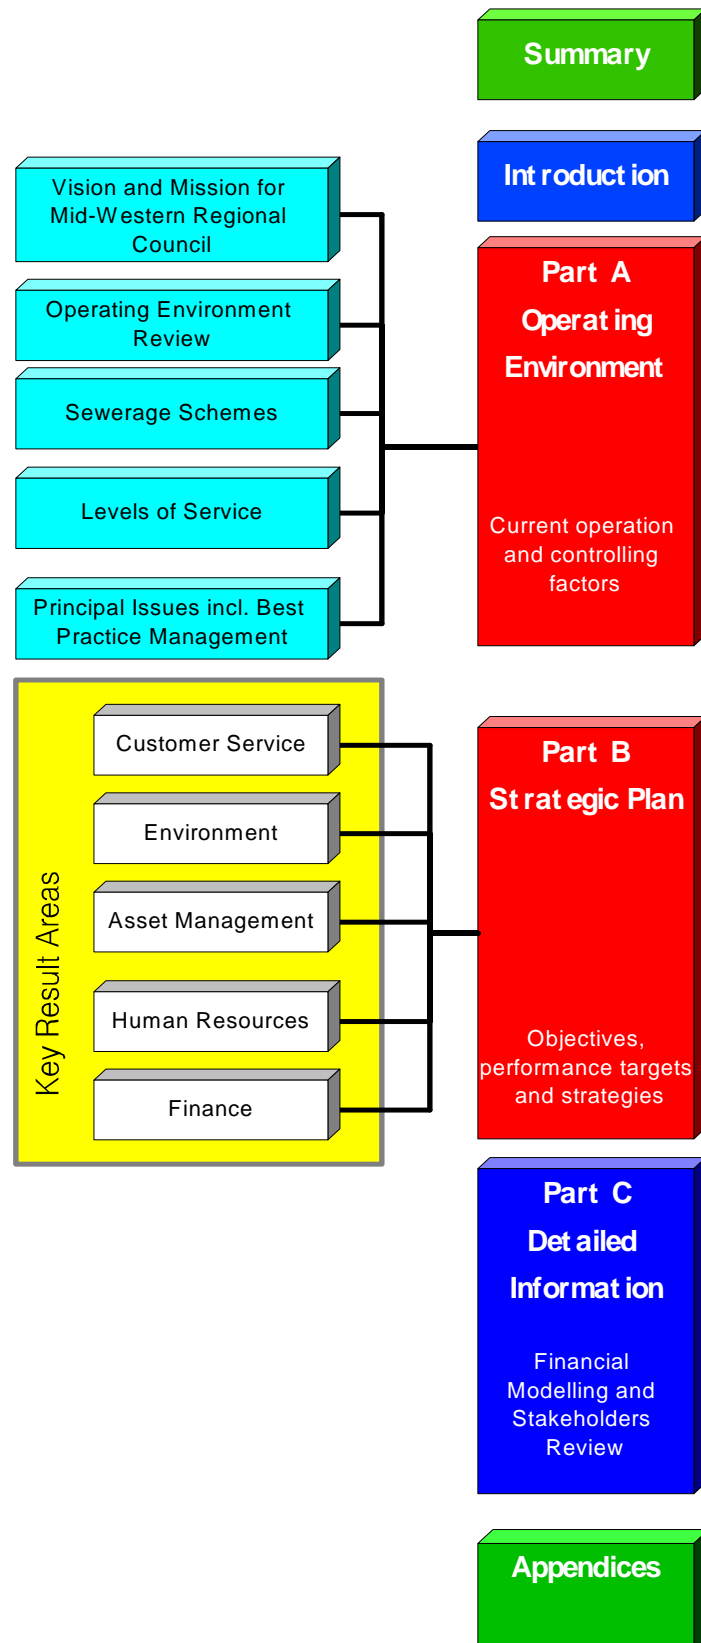 Summary
Introduction
Vision and Mission for
Mid-Western Regional
Council
Operating Environment
Review
Sewerage Schemes
Levels of Service
Principal Issues incl. Best
Practice Management
Part A
Operating
Environment
Current operation
and controlling
factors
Key Result Areas
Customer Service
Environment
Asset Management
Human Resources
Finance
Part B
Strategic Plan
Objectives,
performance targets
and strategies
Part C
Detailed
Information
Financial
Modelling and
Stakeholders
Review
Appendices